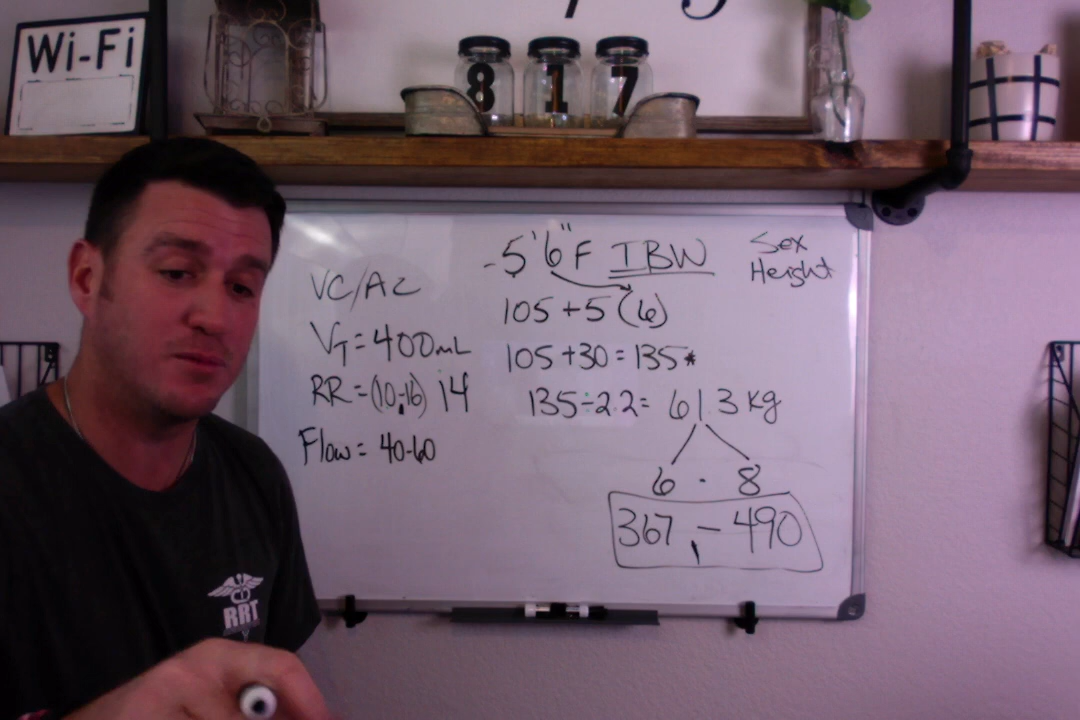 Wi-Fi
8 1 7
-5'6" F IBW
Sex
Height
VC/AC
105 + 5 (6)
VT = 400mL
105 + 30 = 135*
RR = (10-16) 14
135 ÷ 2.2 = 61.3 kg
Flow = 40-60
6 - 8
367 - 490
RRT